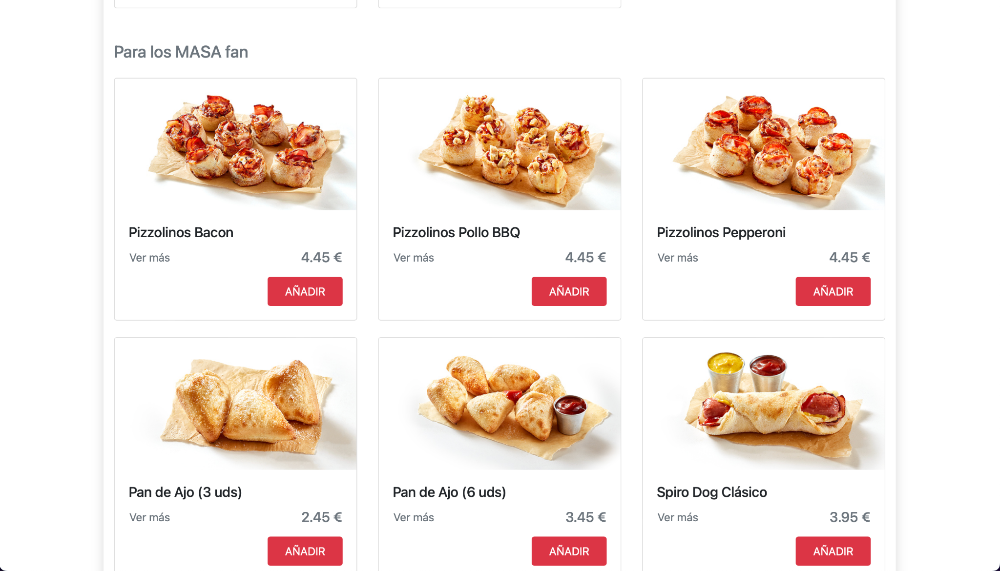 Para los MASA fan
Pizzolinos Bacon
Ver más 4.45 €
AÑADIR
Pizzolinos Pollo BBQ
Ver más 4.45 €
AÑADIR
Pizzolinos Pepperoni
Ver más 4.45 €
AÑADIR
Pan de Ajo (3 uds)
Ver más 2.45 €
AÑADIR
Pan de Ajo (6 uds)
Ver más 3.45 €
AÑADIR
Spiro Dog Clásico
Ver más 3.95 €
AÑADIR